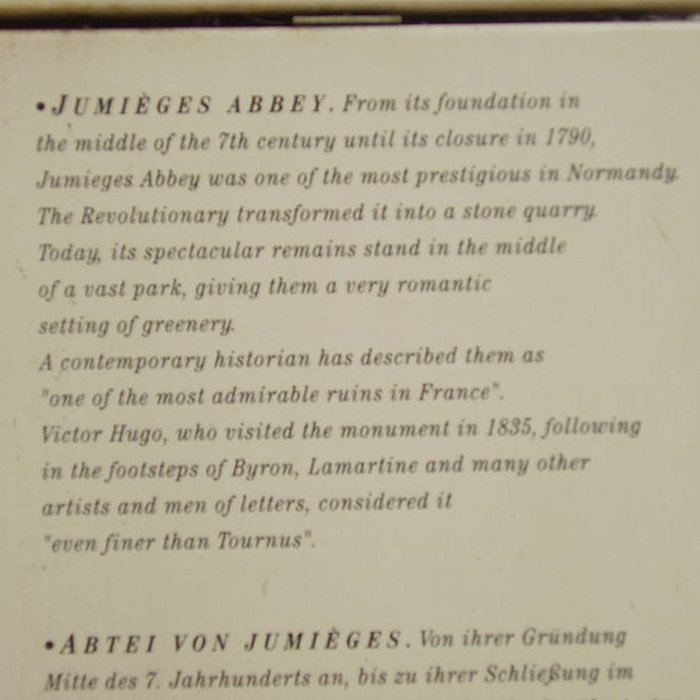 • JUMIÈGES ABBEY. From its foundation in
the middle of the 7th century until its closure in 1790,
Jumieges Abbey was one of the most prestigious in Normandy.
The Revolutionary transformed it into a stone quarry.
Today, its spectacular remains stand in the middle
of a vast park, giving them a very romantic
setting of greenery.
A contemporary historian has described them as
"one of the most admirable ruins in France".
Victor Hugo, who visited the monument in 1835, following
in the footsteps of Byron, Lamartine and many other
artists and men of letters, considered it
"even finer than Tournus".
• ABTEI VON JUMIÈGES. Von ihrer Gründung
Mitte des 7. Jahrhunderts an, bis zu ihrer Schließung im